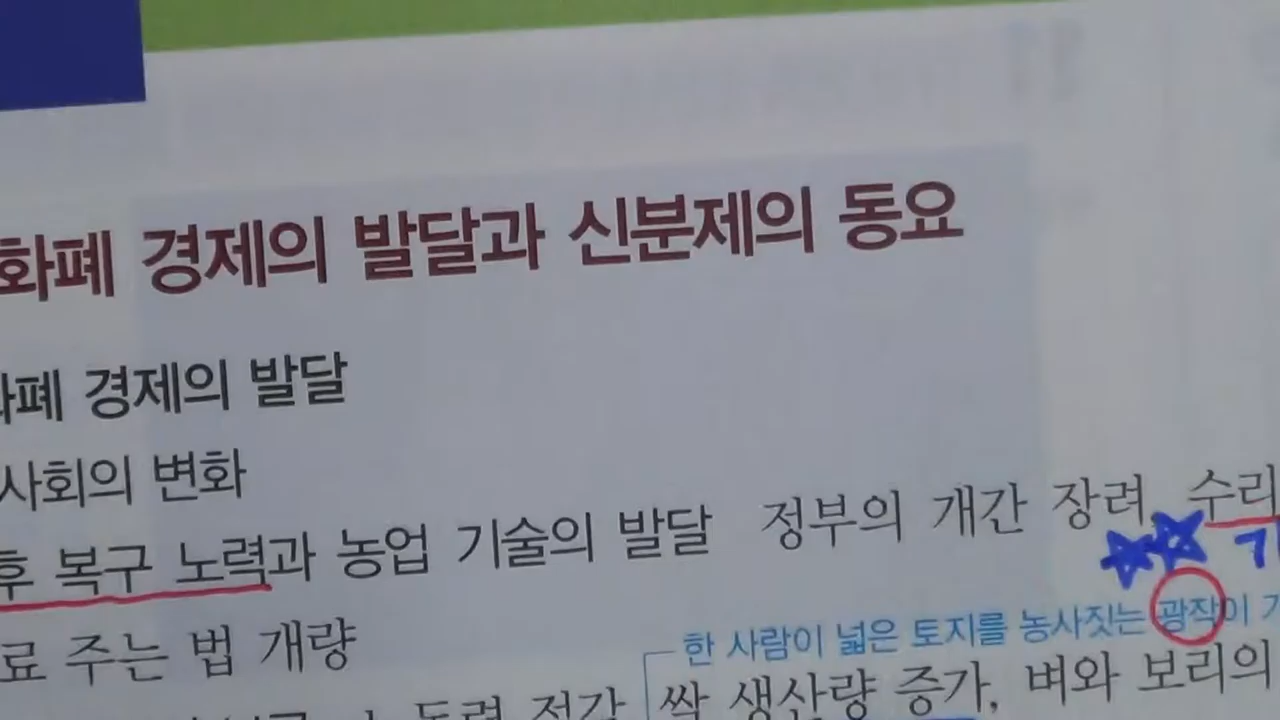 화폐 경제의 발달과 신분제의 동요
화폐 경제의 발달
사회의 변화
후 복구 노력과 농업 기술의 발달 정부의 개간 장려, 수리
료 주는 법 개량
한 사람이 넓은 토지를 농사짓는 광작이
쌀 생산량 증가, 벼와 보리의